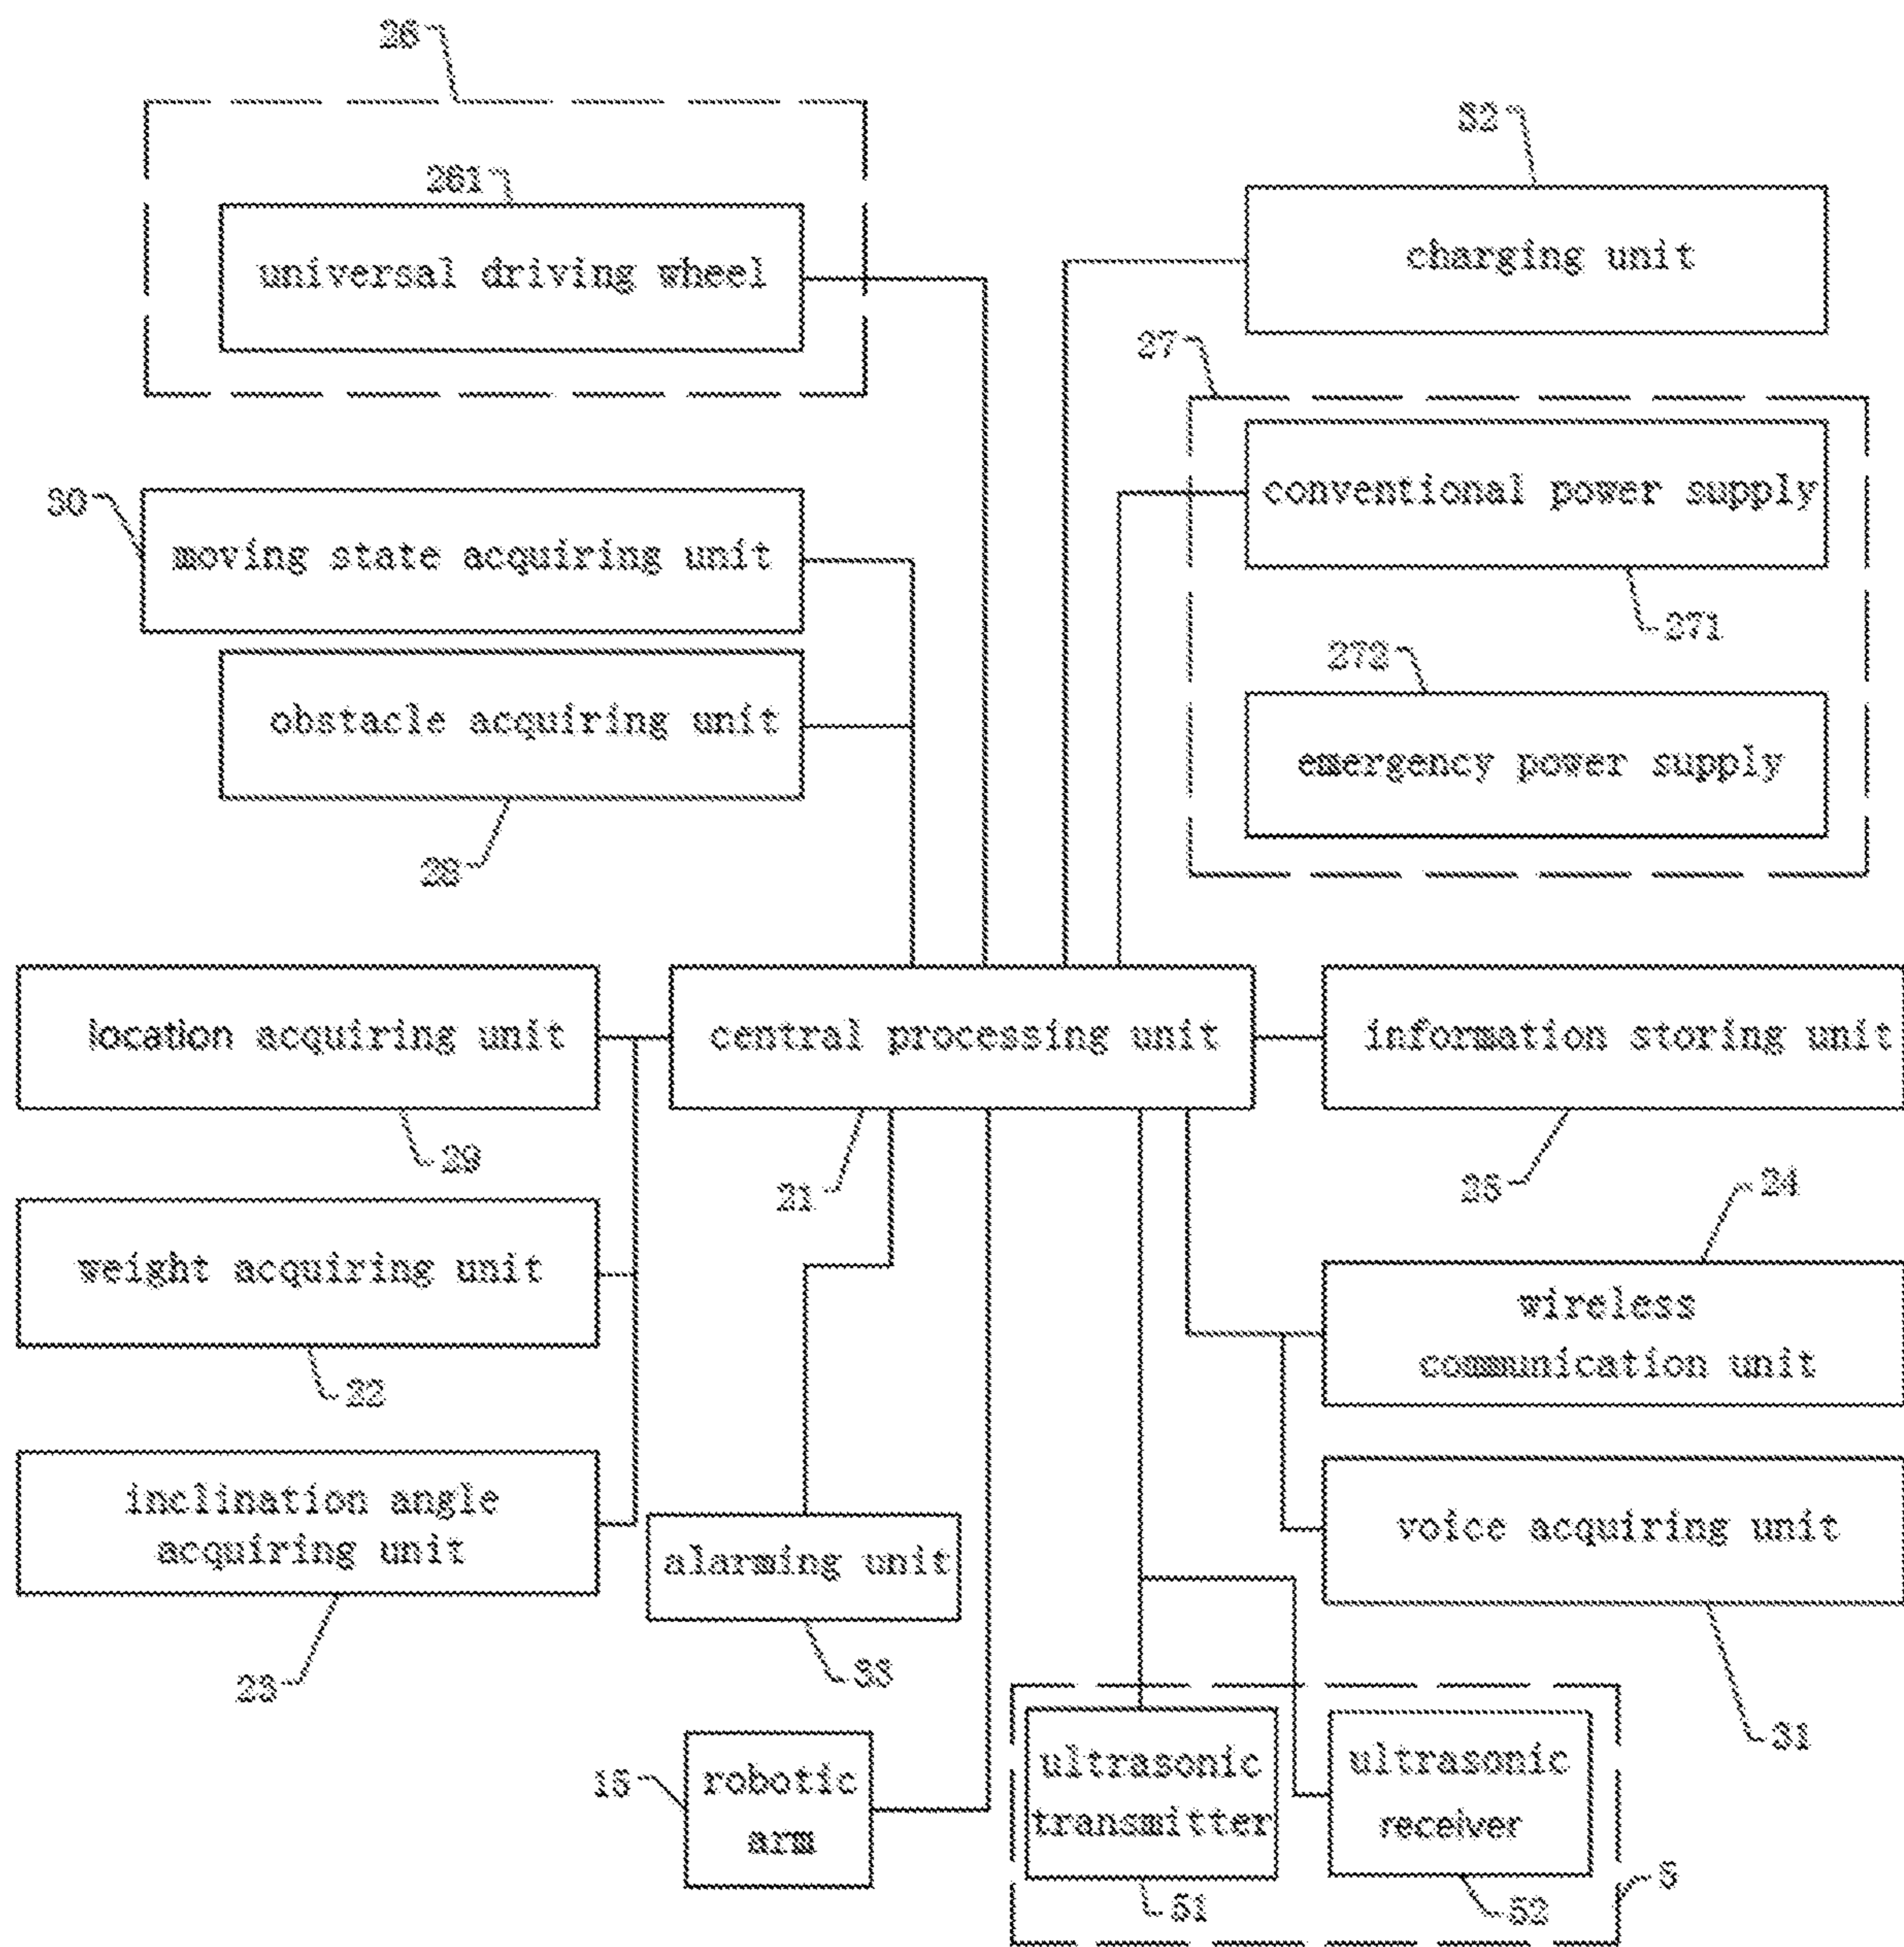 26
261
universal driving wheel
32
charging unit
27
conventional power supply
271
272
emergency power supply
30
moving state acquiring unit
obstacle acquiring unit
28
location acquiring unit
29
central processing unit
21
information storing unit
25
24
weight acquiring unit
22
wireless
communication unit
inclination angle
acquiring unit
23
alarming unit
33
voice acquiring unit
31
15
robotic
arm
ultrasonic
transmitter
51
ultrasonic
receiver
52
5